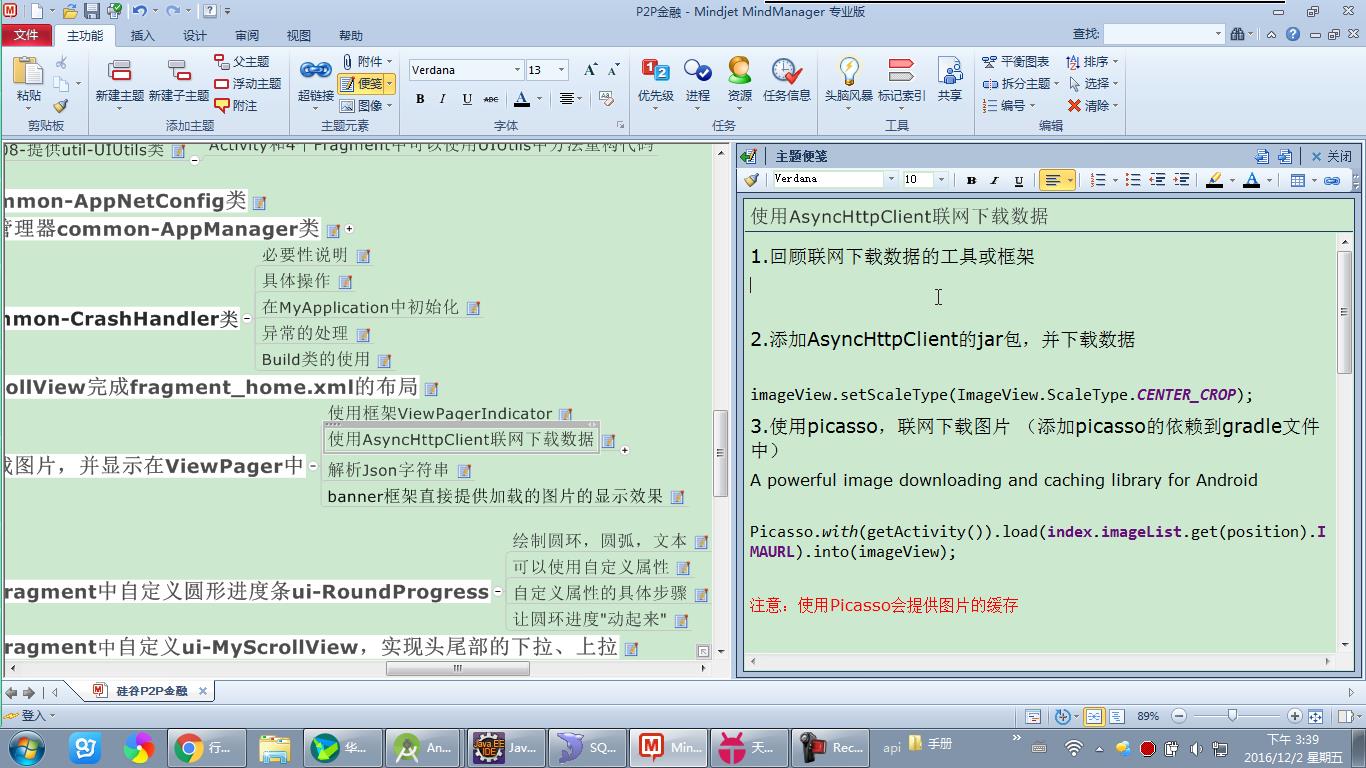 P2P金融 - Mindjet MindManager 专业版
文件 主功能 插入 设计 审阅 视图 帮助 查找:
粘贴
剪贴板
新建主题 新建子主题
父主题
浮动主题
附注
添加主题
超链接
附件
便笺
图像
主题元素
Verdana 13
B I U ABC A
字体
优先级 进程 资源 任务信息
任务
头脑风暴 标记索引 共享
工具
平衡图表 排序
拆分主题 选择
编号 清除
编辑
08-提供util-UIUtils类
Activity和4个Fragment中可以使用UIUtils中方法重构代码
mmon-AppNetConfig类
管理器common-AppManager类
必要性说明
具体操作
在MyApplication中初始化
mmon-CrashHandler类
异常的处理
Build类的使用
ollView完成fragment_home.xml的布局
使用框架ViewPagerIndicator
使用AsyncHttpClient联网下载数据
图片，并显示在ViewPager中
解析Json字符串
banner框架直接提供加载的图片的显示效果
绘制圆环，圆弧，文本
可以使用自定义属性
ragment中自定义圆形进度条ui-RoundProgress
自定义属性的具体步骤
让圆环进度"动起来"
ragment中自定义ui-MyScrollView，实现头尾部的下拉、上拉
主题便笺 关闭
Verdana 10 B I U A
使用AsyncHttpClient联网下载数据
1.回顾联网下载数据的工具或框架
2.添加AsyncHttpClient的jar包，并下载数据
imageView.setScaleType(ImageView.ScaleType.CENTER_CROP);
3.使用picasso，联网下载图片 （添加picasso的依赖到gradle文件
中）
A powerful image downloading and caching library for Android
Picasso.with(getActivity()).load(index.imageList.get(position).I
MAURL).into(imageView);
注意：使用Picasso会提供图片的缓存
硅谷P2P金融
登入 89%
行... 华... An... Jav... SQ... Min... 天... Rec... api 手册
下午 3:39
2016/12/2 星期五